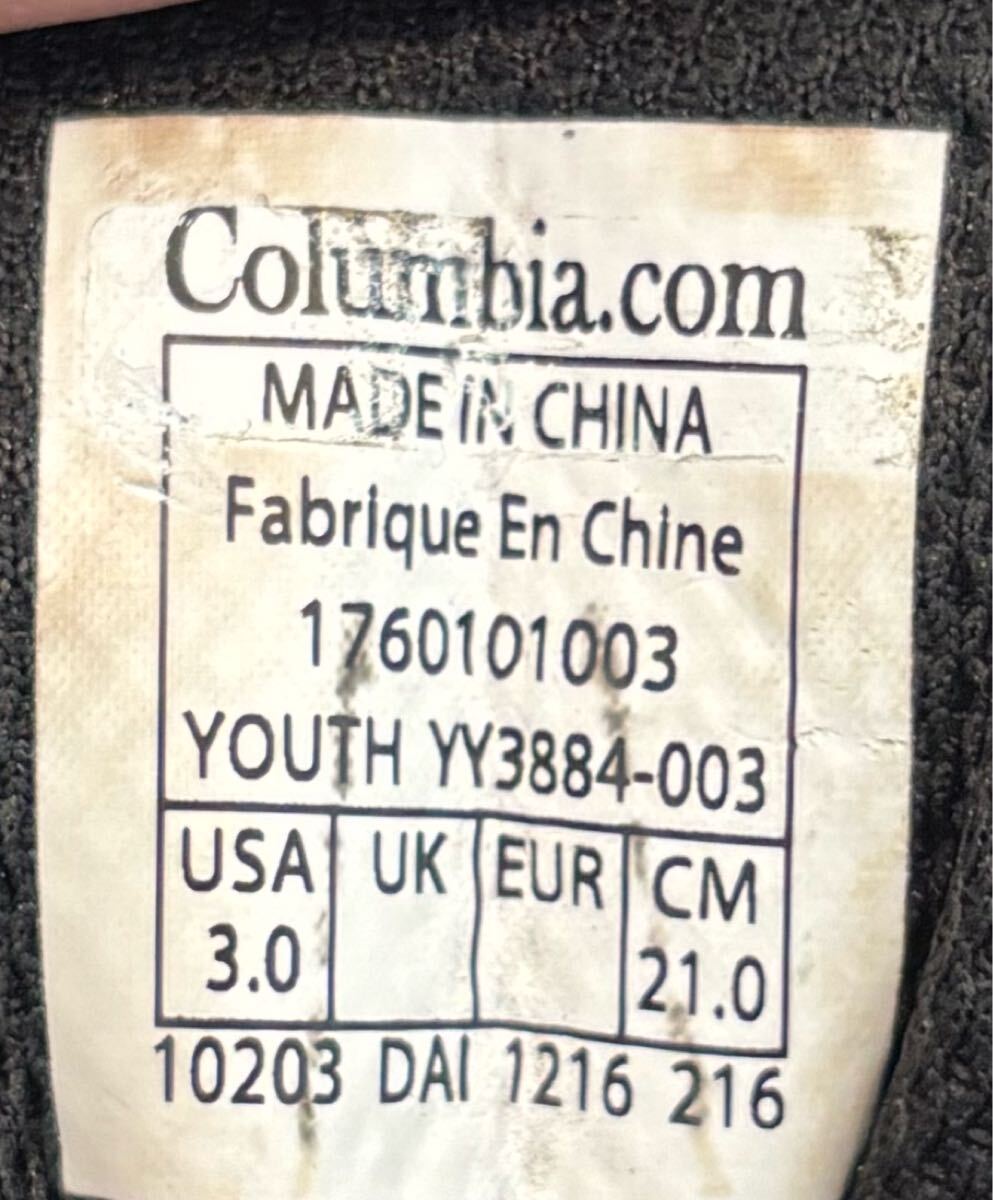 Columbia.com
MADE IN CHINA
Fabrique En Chine
1760101003
YOUTH YY3884-003
USA UK EUR CM
3.0 21.0
10203 DAI 1216 216